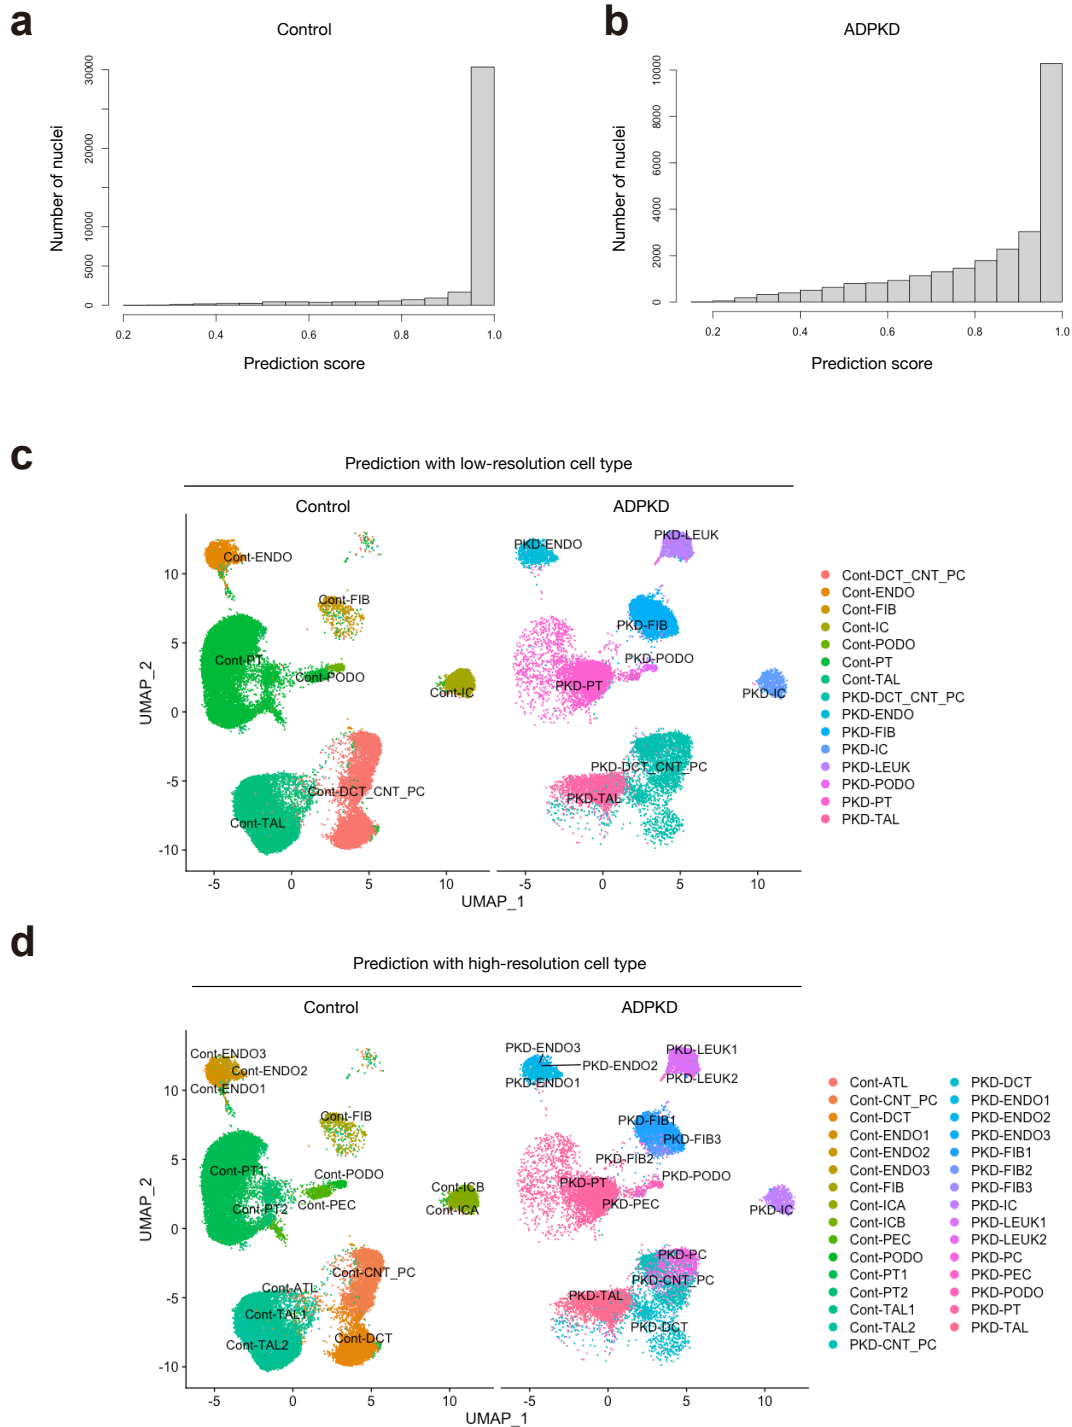 a
Control
Number of nuclei
30000
20000
10000
5000
0
0.2
0.4
0.6
0.8
1.0
Prediction score
b
ADPKD
Number of nuclei
10000
8000
6000
4000
2000
0
0.2
0.4
0.6
0.8
1.0
Prediction score
c
Prediction with low-resolution cell type
Control
ADPKD
UMAP_2
10
5
0
-5
-10
Cont-ENDO
Cont-FIB
Cont-PT
Cont-PODO
Cont-IC
Cont-DCT_CNT_PC
Cont-TAL
PKD-ENDO
PKD-LEUK
PKD-FIB
PKD-PODO
PKD-PT
PKD-IC
PKD-DCT_CNT_PC
PKD-TAL
-5
0
5
10
-5
0
5
10
UMAP_1
Cont-DCT_CNT_PC
Cont-ENDO
Cont-FIB
Cont-IC
Cont-PODO
Cont-PT
Cont-TAL
PKD-DCT_CNT_PC
PKD-ENDO
PKD-FIB
PKD-IC
PKD-LEUK
PKD-PODO
PKD-PT
PKD-TAL
d
Prediction with high-resolution cell type
Control
ADPKD
UMAP_2
10
5
0
-5
-10
Cont-ENDO3
Cont-ENDO2
Cont-ENDO1
Cont-FIB
Cont-PT1
Cont-PODO
Cont-PT2
Cont-PEC
Cont-ICB
Cont-ICA
Cont-CNT_PC
Cont-ATL
Cont-TAL1
Cont-TAL2
Cont-DCT
PKD-ENDO3
PKD-ENDO2
PKD-ENDO1
PKD-LEUK1
PKD-LEUK2
PKD-FIB1
PKD-FIB3
PKD-FIB2
PKD-PODO
PKD-PT
PKD-PEC
PKD-IC
PKD-PC
PKD-CNT_PC
PKD-TAL
PKD-DCT
-5
0
5
10
-5
0
5
10
UMAP_1
Cont-ATL
Cont-CNT_PC
Cont-DCT
Cont-ENDO1
Cont-ENDO2
Cont-ENDO3
Cont-FIB
Cont-ICA
Cont-ICB
Cont-PEC
Cont-PODO
Cont-PT1
Cont-PT2
Cont-TAL1
Cont-TAL2
PKD-CNT_PC
PKD-DCT
PKD-ENDO1
PKD-ENDO2
PKD-ENDO3
PKD-FIB1
PKD-FIB2
PKD-FIB3
PKD-IC
PKD-LEUK1
PKD-LEUK2
PKD-PC
PKD-PEC
PKD-PODO
PKD-PT
PKD-TAL